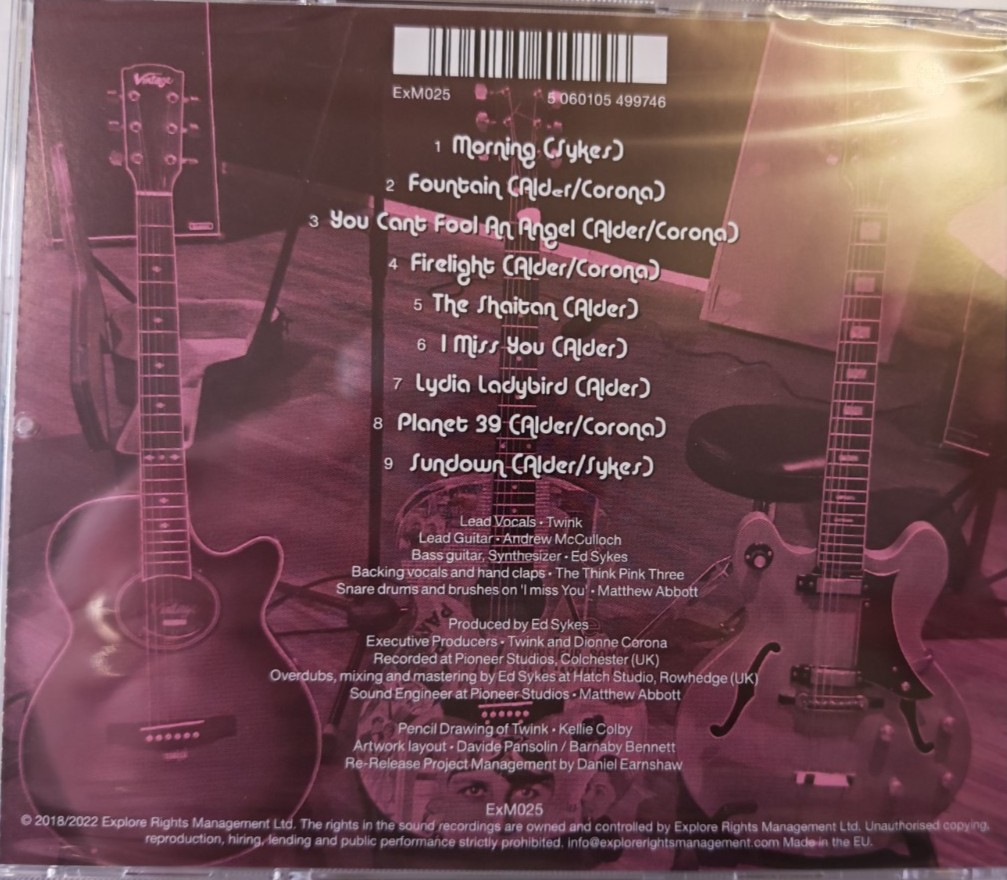 Vintage
ExM025
5 060105 499746
1 Morning (Sykes)
2 Fountain (Alder/Corona)
3 You Cant Fool An Angel (Alder/Corona)
4 Firelight (Alder/Corona)
5 The Shaitan (Alder)
6 I Miss You (Alder)
7 Lydia Ladybird (Alder)
8 Planet 39 (Alder/Corona)
9 Sundown (Alder/Sykes)
Lead Vocals • Twink
Lead Guitar • Andrew McCulloch
Bass guitar, Synthesizer • Ed Sykes
Backing vocals and hand claps • The Think Pink Three
Snare drums and brushes on 'I miss You' • Matthew Abbott
Produced by Ed Sykes
Executive Producers • Twink and Dionne Corona
Recorded at Pioneer Studios, Colchester (UK)
Overdubs, mixing and mastering by Ed Sykes at Hatch Studio, Rowhedge (UK)
Sound Engineer at Pioneer Studios • Matthew Abbott
Pencil Drawing of Twink • Kellie Colby
Artwork layout • Davide Pansolin / Barnaby Bennett
Re-Release Project Management by Daniel Earnshaw
ExM025
© 2018/2022 Explore Rights Management Ltd. The rights in the sound recordings are owned and controlled by Explore Rights Management Ltd. Unauthorised copying,
reproduction, hiring, lending and public performance strictly prohibited. info@explorerightsmanagement.com Made in the EU.